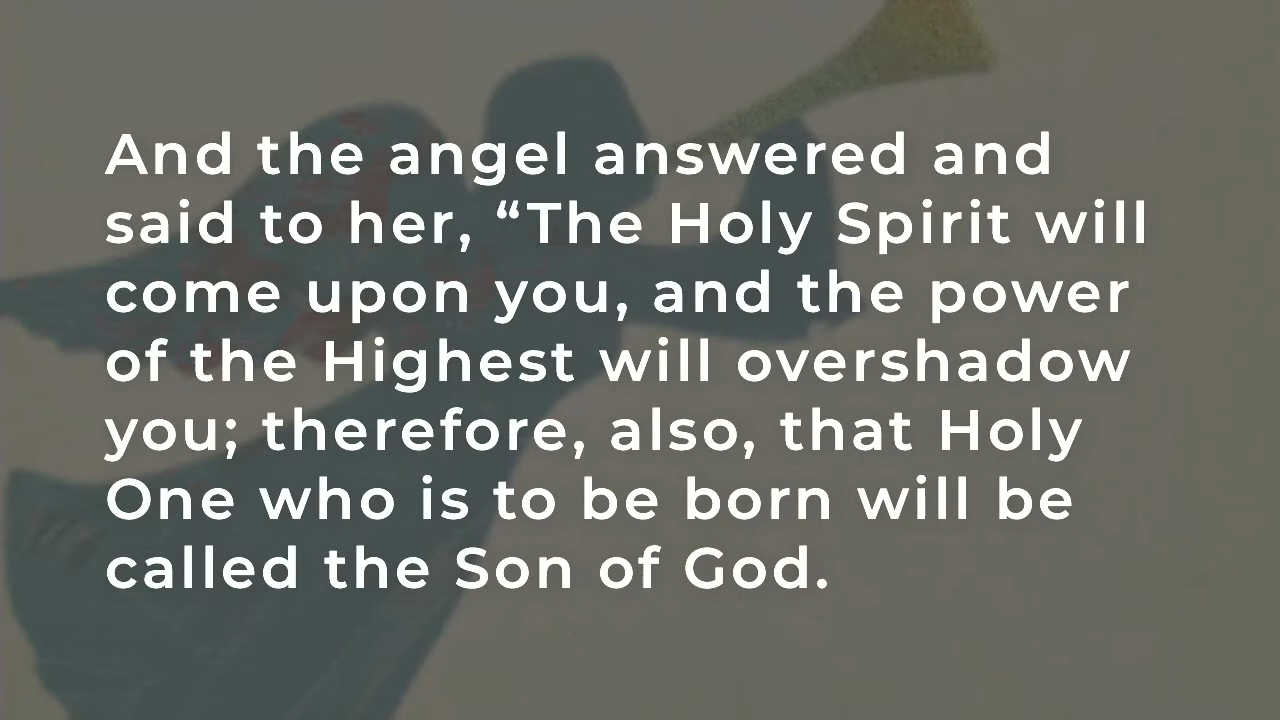 And the angel answered and
said to her, “The Holy Spirit will
come upon you, and the power
of the Highest will overshadow
you; therefore, also, that Holy
One who is to be born will be
called the Son of God.